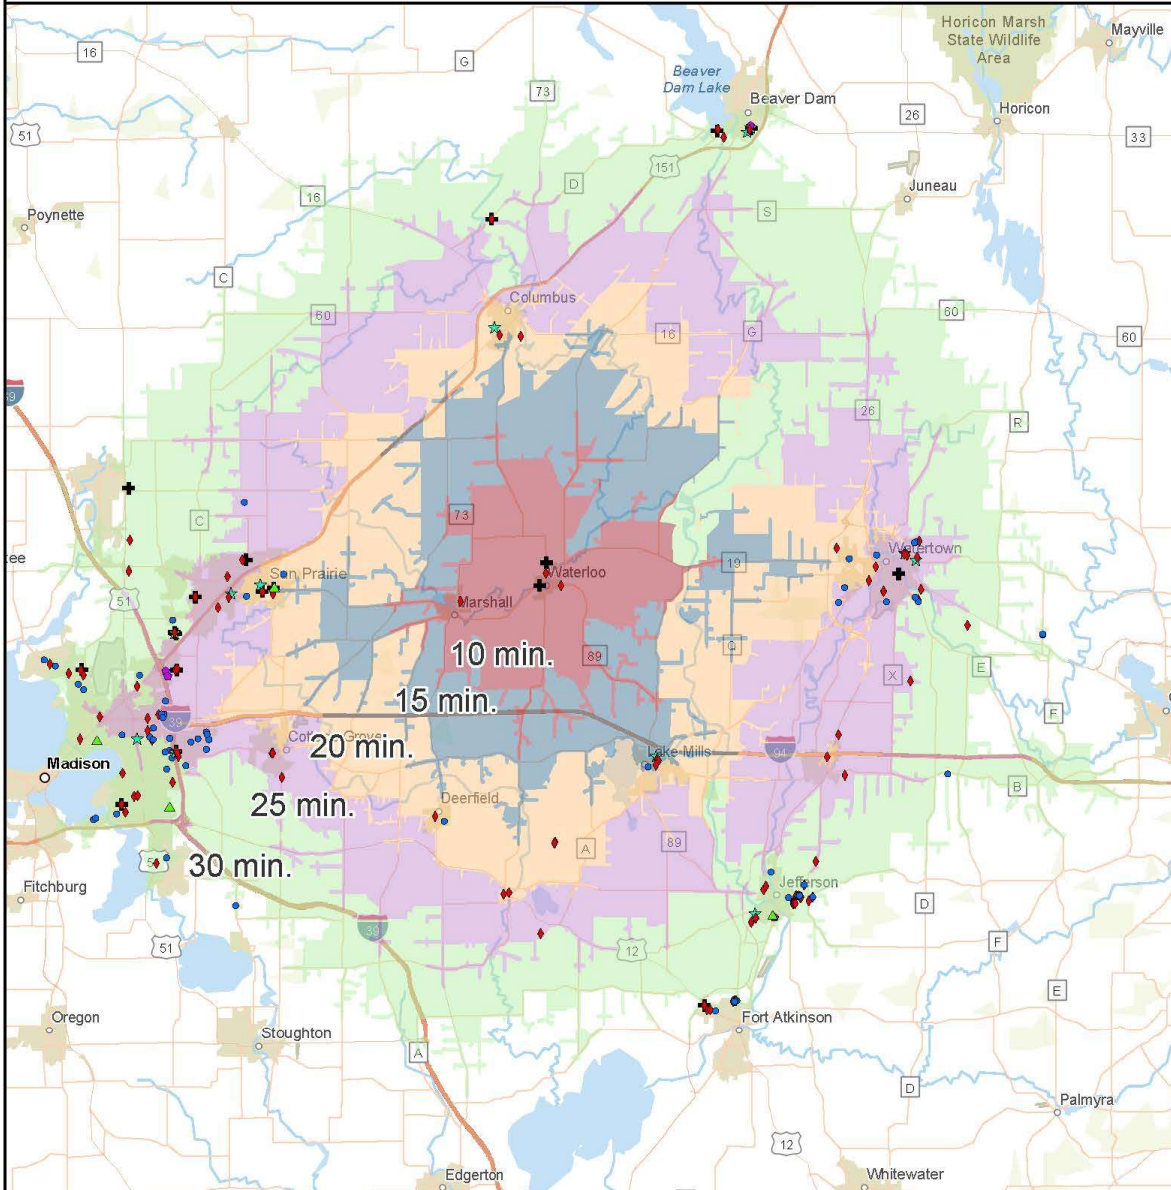 Horicon Marsh
State Wildlife
Area
Mayville
16
G
Beaver
Dam Lake
73
Beaver Dam
26
Horicon
51
33
151
D
Juneau
16
S
Poynette
C
Columbus
60
60
16
G
60
26
R
73
C
Watertown
Sun Prairie
19
Waterloo
51
Marshall
10 min.
89
Q
E
X
15 min.
F
39
20 min.
Lake Mills
94
Madison
B
25 min.
Deerfield
89
A
30 min.
Jefferson
Fitchburg
D
39
51
12
F
E
Oregon
Fort Atkinson
Stoughton
A
D
Palmyra
12
Edgerton
Whitewater